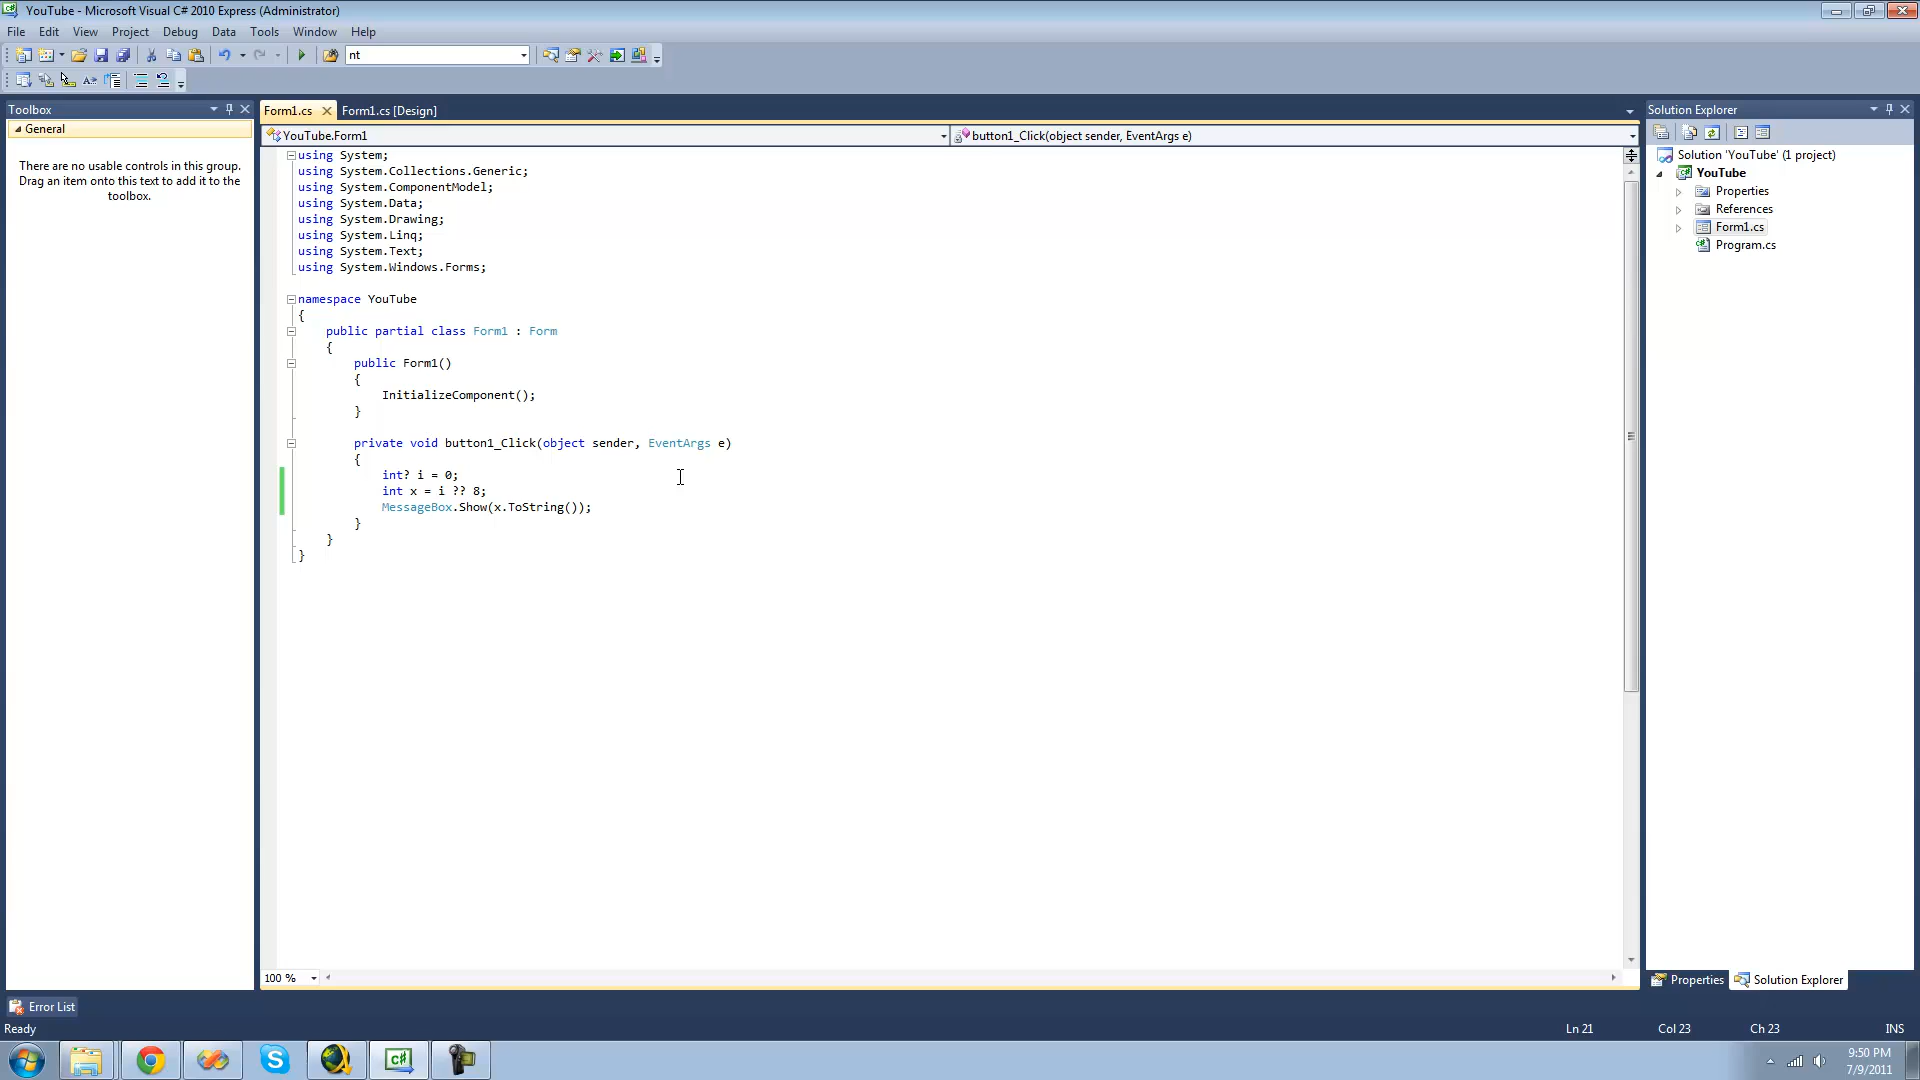 YouTube - Microsoft Visual C# 2010 Express (Administrator)
File Edit View Project Debug Data Tools Window Help
nt
Toolbox
General
There are no usable controls in this group.
Drag an item onto this text to add it to the
toolbox.
Form1.cs
Form1.cs [Design]
YouTube.Form1
button1_Click(object sender, EventArgs e)
using System;
using System.Collections.Generic;
using System.ComponentModel;
using System.Data;
using System.Drawing;
using System.Linq;
using System.Text;
using System.Windows.Forms;
namespace YouTube
{
public partial class Form1 : Form
{
public Form1()
{
InitializeComponent();
}
private void button1_Click(object sender, EventArgs e)
{
int? i = 0;
int x = i ?? 8;
MessageBox.Show(x.ToString());
}
}
}
100 %
Solution Explorer
Solution 'YouTube' (1 project)
YouTube
Properties
References
Form1.cs
Program.cs
Properties
Solution Explorer
Error List
Ready
Ln 21
Col 23
Ch 23
INS
9:50 PM
7/9/2011